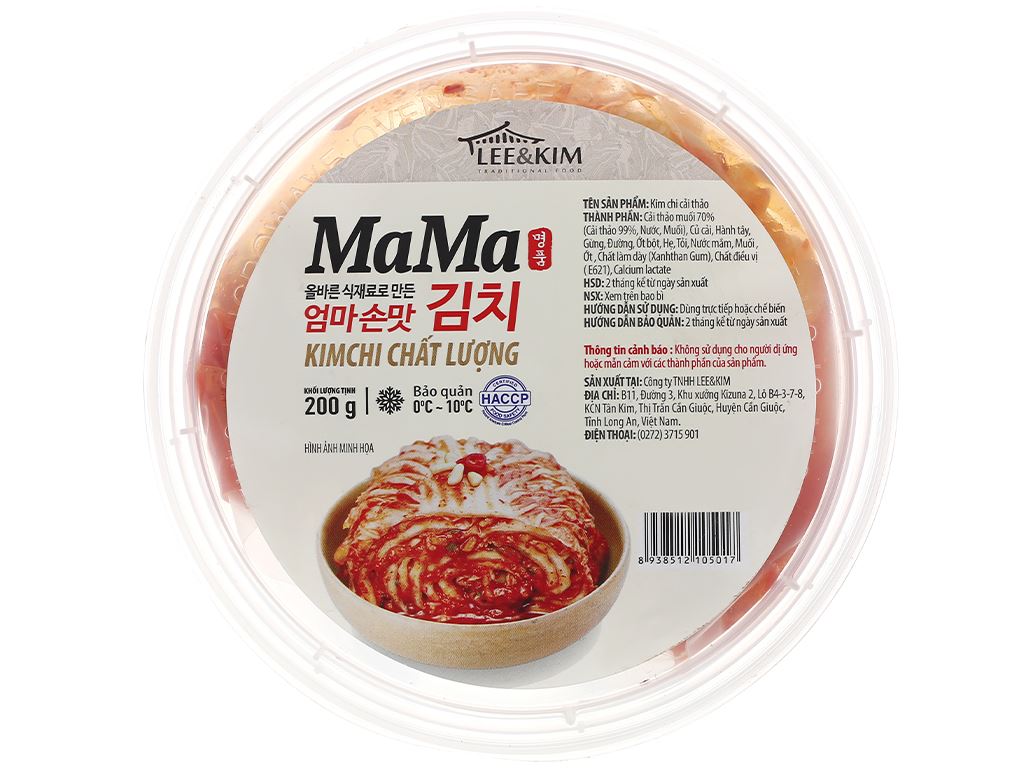 LEE&KIM
TRADITIONAL FOOD
MaMa
명품
올바른 식재료로 만든
엄마손맛 김치
KIMCHI CHẤT LƯỢNG
KHỐI LƯỢNG TỊNH
200 g
Bảo quản
0°C ~ 10°C
CERTIFIED
HACCP
FOOD SAFETY
HÌNH ẢNH MINH HỌA
TÊN SẢN PHẨM: Kim chi cải thảo
THÀNH PHẦN: Cải thảo muối 70%
(Cải thảo 99%, Nước, Muối), Củ cải, Hành tây,
Gừng, Đường, Ớt bột, Hẹ, Tỏi, Nước mắm, Muối ,
Ớt , Chất làm dày (Xanhthan Gum), Chất điều vị
( E621), Calcium lactate
HSD: 2 tháng kể từ ngày sản xuất
NSX: Xem trên bao bì
HƯỚNG DẪN SỬ DỤNG: Dùng trực tiếp hoặc chế biến
HƯỚNG DẪN BẢO QUẢN: 2 tháng kể từ ngày sản xuất
Thông tin cảnh báo : Không sử dụng cho người dị ứng
hoặc mẫn cảm với các thành phần của sản phẩm.
SẢN XUẤT TẠI: Công ty TNHH LEE&KIM
ĐỊA CHỈ: B11, Đường 3, Khu xưởng Kizuna 2, Lô B4-3-7-8,
KCN Tân Kim, Thị Trấn Cần Giuộc, Huyện Cần Giuộc,
Tỉnh Long An, Việt Nam.
ĐIỆN THOẠI: (0272) 3715 901
8 938512 105017